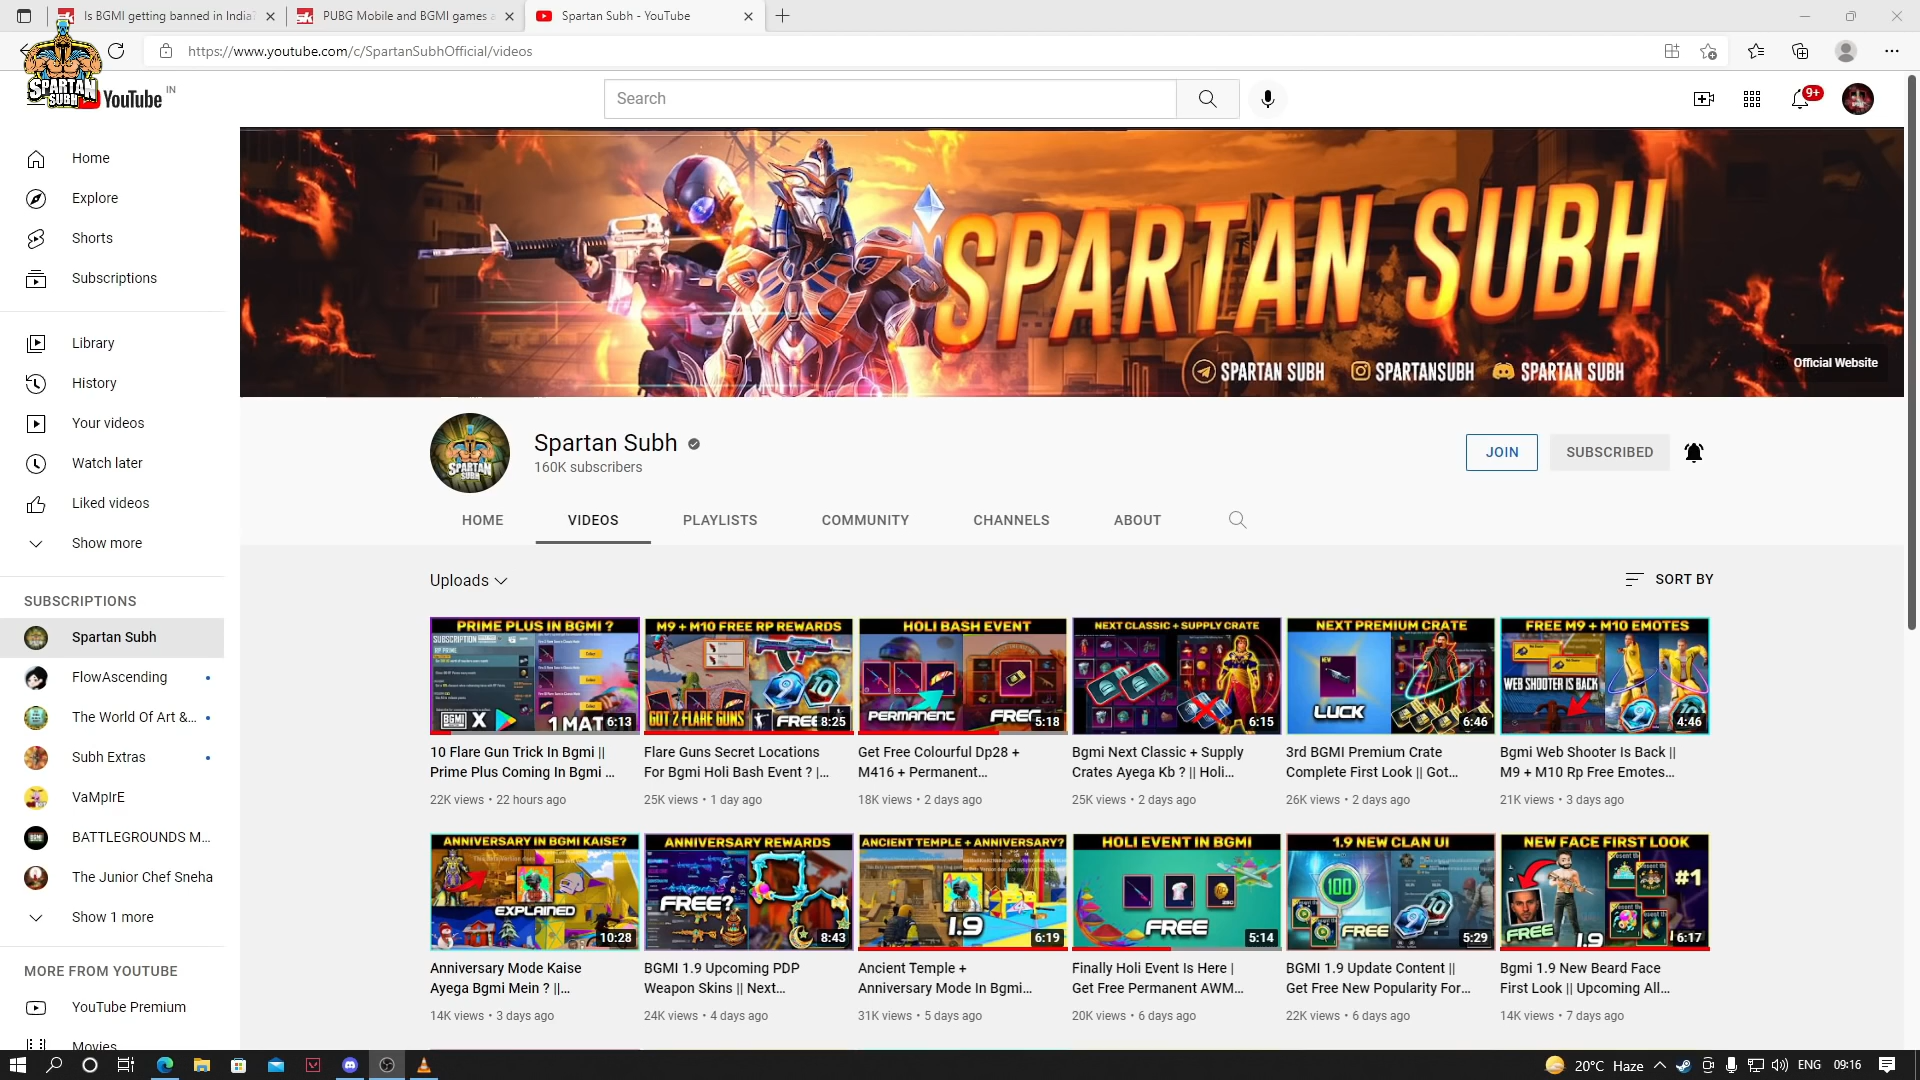 Is BGMI getting banned in India?
PUBG Mobile and BGMI games a
Spartan Subh - YouTube
https://www.youtube.com/c/SpartanSubhOfficial/videos
SPARTAN
SUBH
YouTube IN
Search
9+
Home
Explore
Shorts
Subscriptions
Library
History
Your videos
Watch later
Liked videos
Show more
SUBSCRIPTIONS
Spartan Subh
FlowAscending
The World Of Art &...
Subh Extras
VaMpIrE
BATTLEGROUNDS M...
The Junior Chef Sneha
Show 1 more
MORE FROM YOUTUBE
YouTube Premium
Movies
SPARTAN SUBH
SPARTAN SUBH SPARTANSUBH SPARTAN SUBH
Official Website
SPARTAN
SUBH
Spartan Subh
160K subscribers
JOIN
SUBSCRIBED
HOME VIDEOS PLAYLISTS COMMUNITY CHANNELS ABOUT
Uploads
SORT BY
PRIME PLUS IN BGMI ?
SUBSCRIPTION
BGMI X
1 MAT
6:13
10 Flare Gun Trick In Bgmi ||
Prime Plus Coming In Bgmi ...
22K views • 22 hours ago
M9 + M10 FREE RP REWARDS
GOT 2 FLARE GUNS
FREE
8:25
Flare Guns Secret Locations
For Bgmi Holi Bash Event ? |...
25K views • 1 day ago
HOLI BASH EVENT
PERMANENT
FREE
5:18
Get Free Colourful Dp28 +
M416 + Permanent...
18K views • 2 days ago
NEXT CLASSIC + SUPPLY CRATE
6:15
Bgmi Next Classic + Supply
Crates Ayega Kb ? || Holi...
25K views • 2 days ago
NEXT PREMIUM CRATE
NEW
LUCK
6:46
3rd BGMI Premium Crate
Complete First Look || Got...
26K views • 2 days ago
FREE M9 + M10 EMOTES
WEB SHOOTER IS BACK
4:46
Bgmi Web Shooter Is Back ||
M9 + M10 Rp Free Emotes...
21K views • 3 days ago
ANNIVERSARY IN BGMI KAISE?
EXPLAINED
10:28
Anniversary Mode Kaise
Ayega Bgmi Mein ? ||...
14K views • 3 days ago
ANNIVERSARY REWARDS
FREE?
8:43
BGMI 1.9 Upcoming PDP
Weapon Skins || Next...
24K views • 4 days ago
ANCIENT TEMPLE + ANNIVERSARY?
1.9
6:19
Ancient Temple +
Anniversary Mode In Bgmi...
31K views • 5 days ago
HOLI EVENT IN BGMI
FREE
5:14
Finally Holi Event Is Here |
Get Free Permanent AWM...
20K views • 6 days ago
1.9 NEW CLAN UI
100
9 10
FREE
5:29
BGMI 1.9 Update Content ||
Get Free New Popularity For...
22K views • 6 days ago
NEW FACE FIRST LOOK
#1
FREE
1.9
6:17
Bgmi 1.9 New Beard Face
First Look || Upcoming All...
14K views • 7 days ago
20°C Haze
ENG
09:16